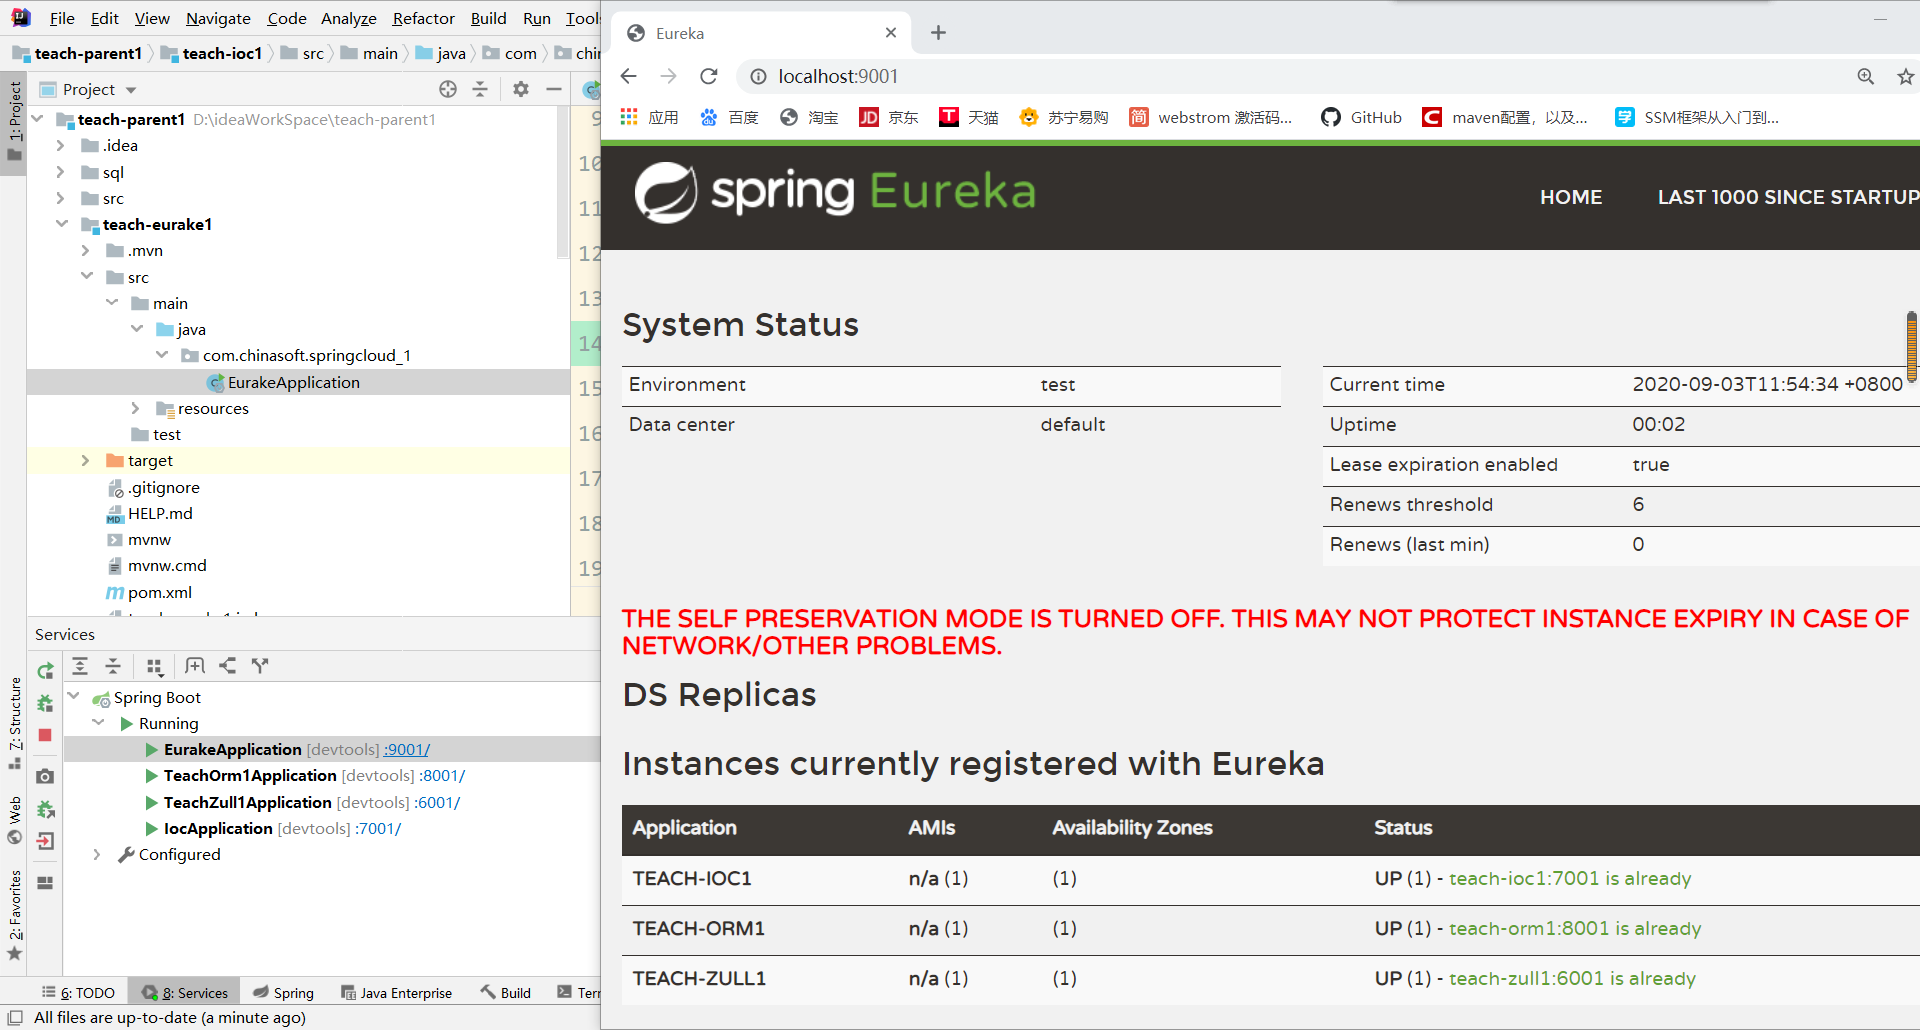 File Edit View Navigate Code Analyze Refactor Build Run Tools
teach-parent1 teach-ioc1 src main java com
Project
1: Project
teach-parent1 D:\ideaWorkSpace\teach-parent1
.idea
sql
src
teach-eurake1
.mvn
src
main
java
com.chinasoft.springcloud_1
EurakeApplication
resources
test
target
.gitignore
HELP.md
mvnw
mvnw.cmd
pom.xml
9
10
11
12
13
14
15
16
17
18
19
Services
Spring Boot
Running
EurakeApplication [devtools] :9001/
TeachOrm1Application [devtools] :8001/
TeachZull1Application [devtools] :6001/
IocApplication [devtools] :7001/
Configured
7: Structure
Web
2: Favorites
6: TODO 8: Services Spring Java Enterprise Build
All files are up-to-date (a minute ago)
Eureka
localhost:9001
应用 百度 淘宝 JD 京东 T 天猫 苏宁易购 简 webstrom 激活码... GitHub C maven配置，以及... 学 SSM框架从入门到...
spring Eureka
HOME LAST 1000 SINCE STARTUP
System Status
Environment test
Data center default
Current time 2020-09-03T11:54:34 +0800
Uptime 00:02
Lease expiration enabled true
Renews threshold 6
Renews (last min) 0
THE SELF PRESERVATION MODE IS TURNED OFF. THIS MAY NOT PROTECT INSTANCE EXPIRY IN CASE OF
NETWORK/OTHER PROBLEMS.
DS Replicas
Instances currently registered with Eureka
Application AMIs Availability Zones Status
TEACH-IOC1 n/a (1) (1) UP (1) - teach-ioc1:7001 is already
TEACH-ORM1 n/a (1) (1) UP (1) - teach-orm1:8001 is already
TEACH-ZULL1 n/a (1) (1) UP (1) - teach-zull1:6001 is already